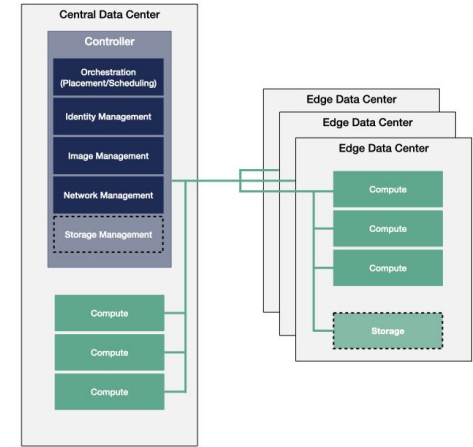 Central Data Center
Controller
Orchestration
(Placement/Scheduling)
Identity Management
Image Management
Network Management
Storage Management
Compute
Compute
Compute
Edge Data Center
Edge Data Center
Edge Data Center
Compute
Compute
Compute
Storage